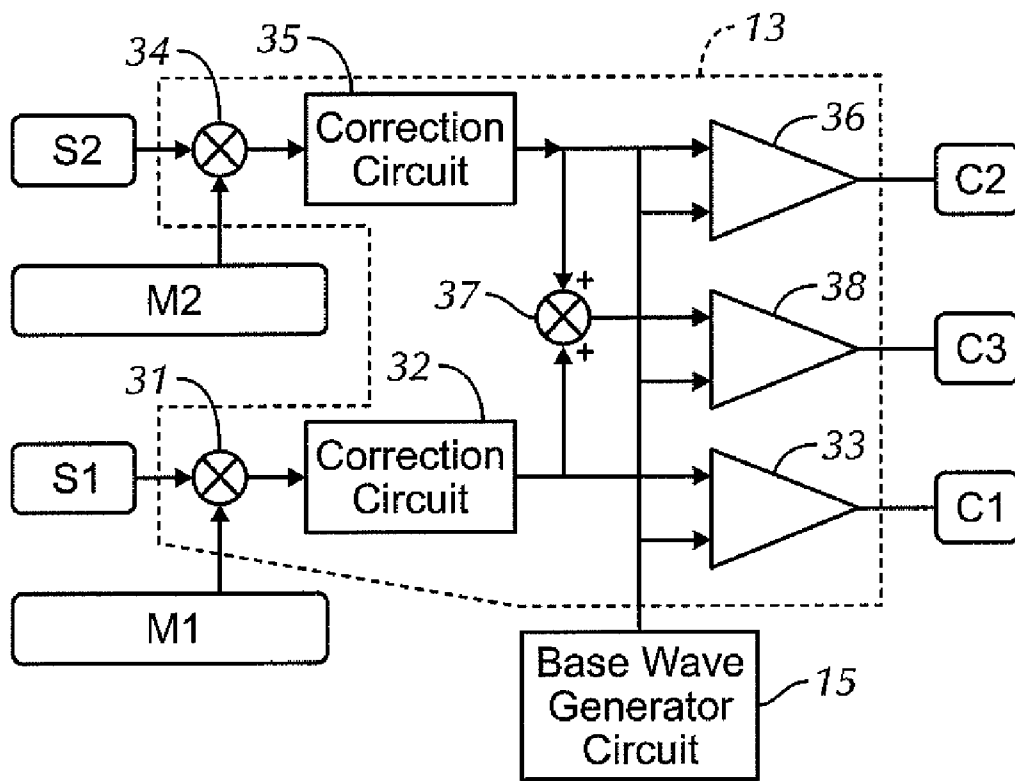 13
34
35
S2
Correction
Circuit
36
C2
M2
37
+
+
38
C3
31
32
S1
Correction
Circuit
33
C1
M1
Base Wave
Generator
Circuit
15